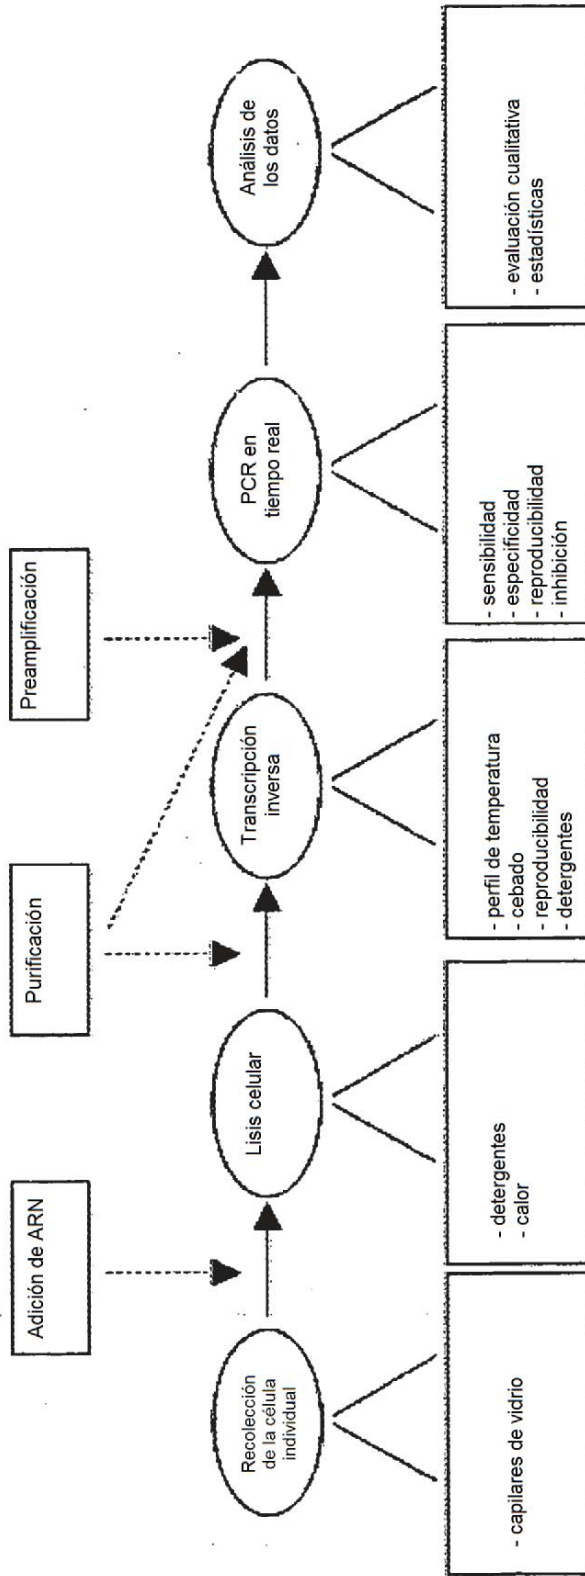 Adición de ARN
Purificación
Preamplificación
Recolección
de la célula
individual
Lisis celular
Transcripción
inversa
PCR en
tiempo real
Análisis de
los datos
- capilares de vidrio
- detergentes
- calor
- perfil de temperatura
- cebado
- reproducibilidad
- detergentes
- sensibilidad
- especificidad
- reproducibilidad
- inhibición
- evaluación cualitativa
- estadísticas